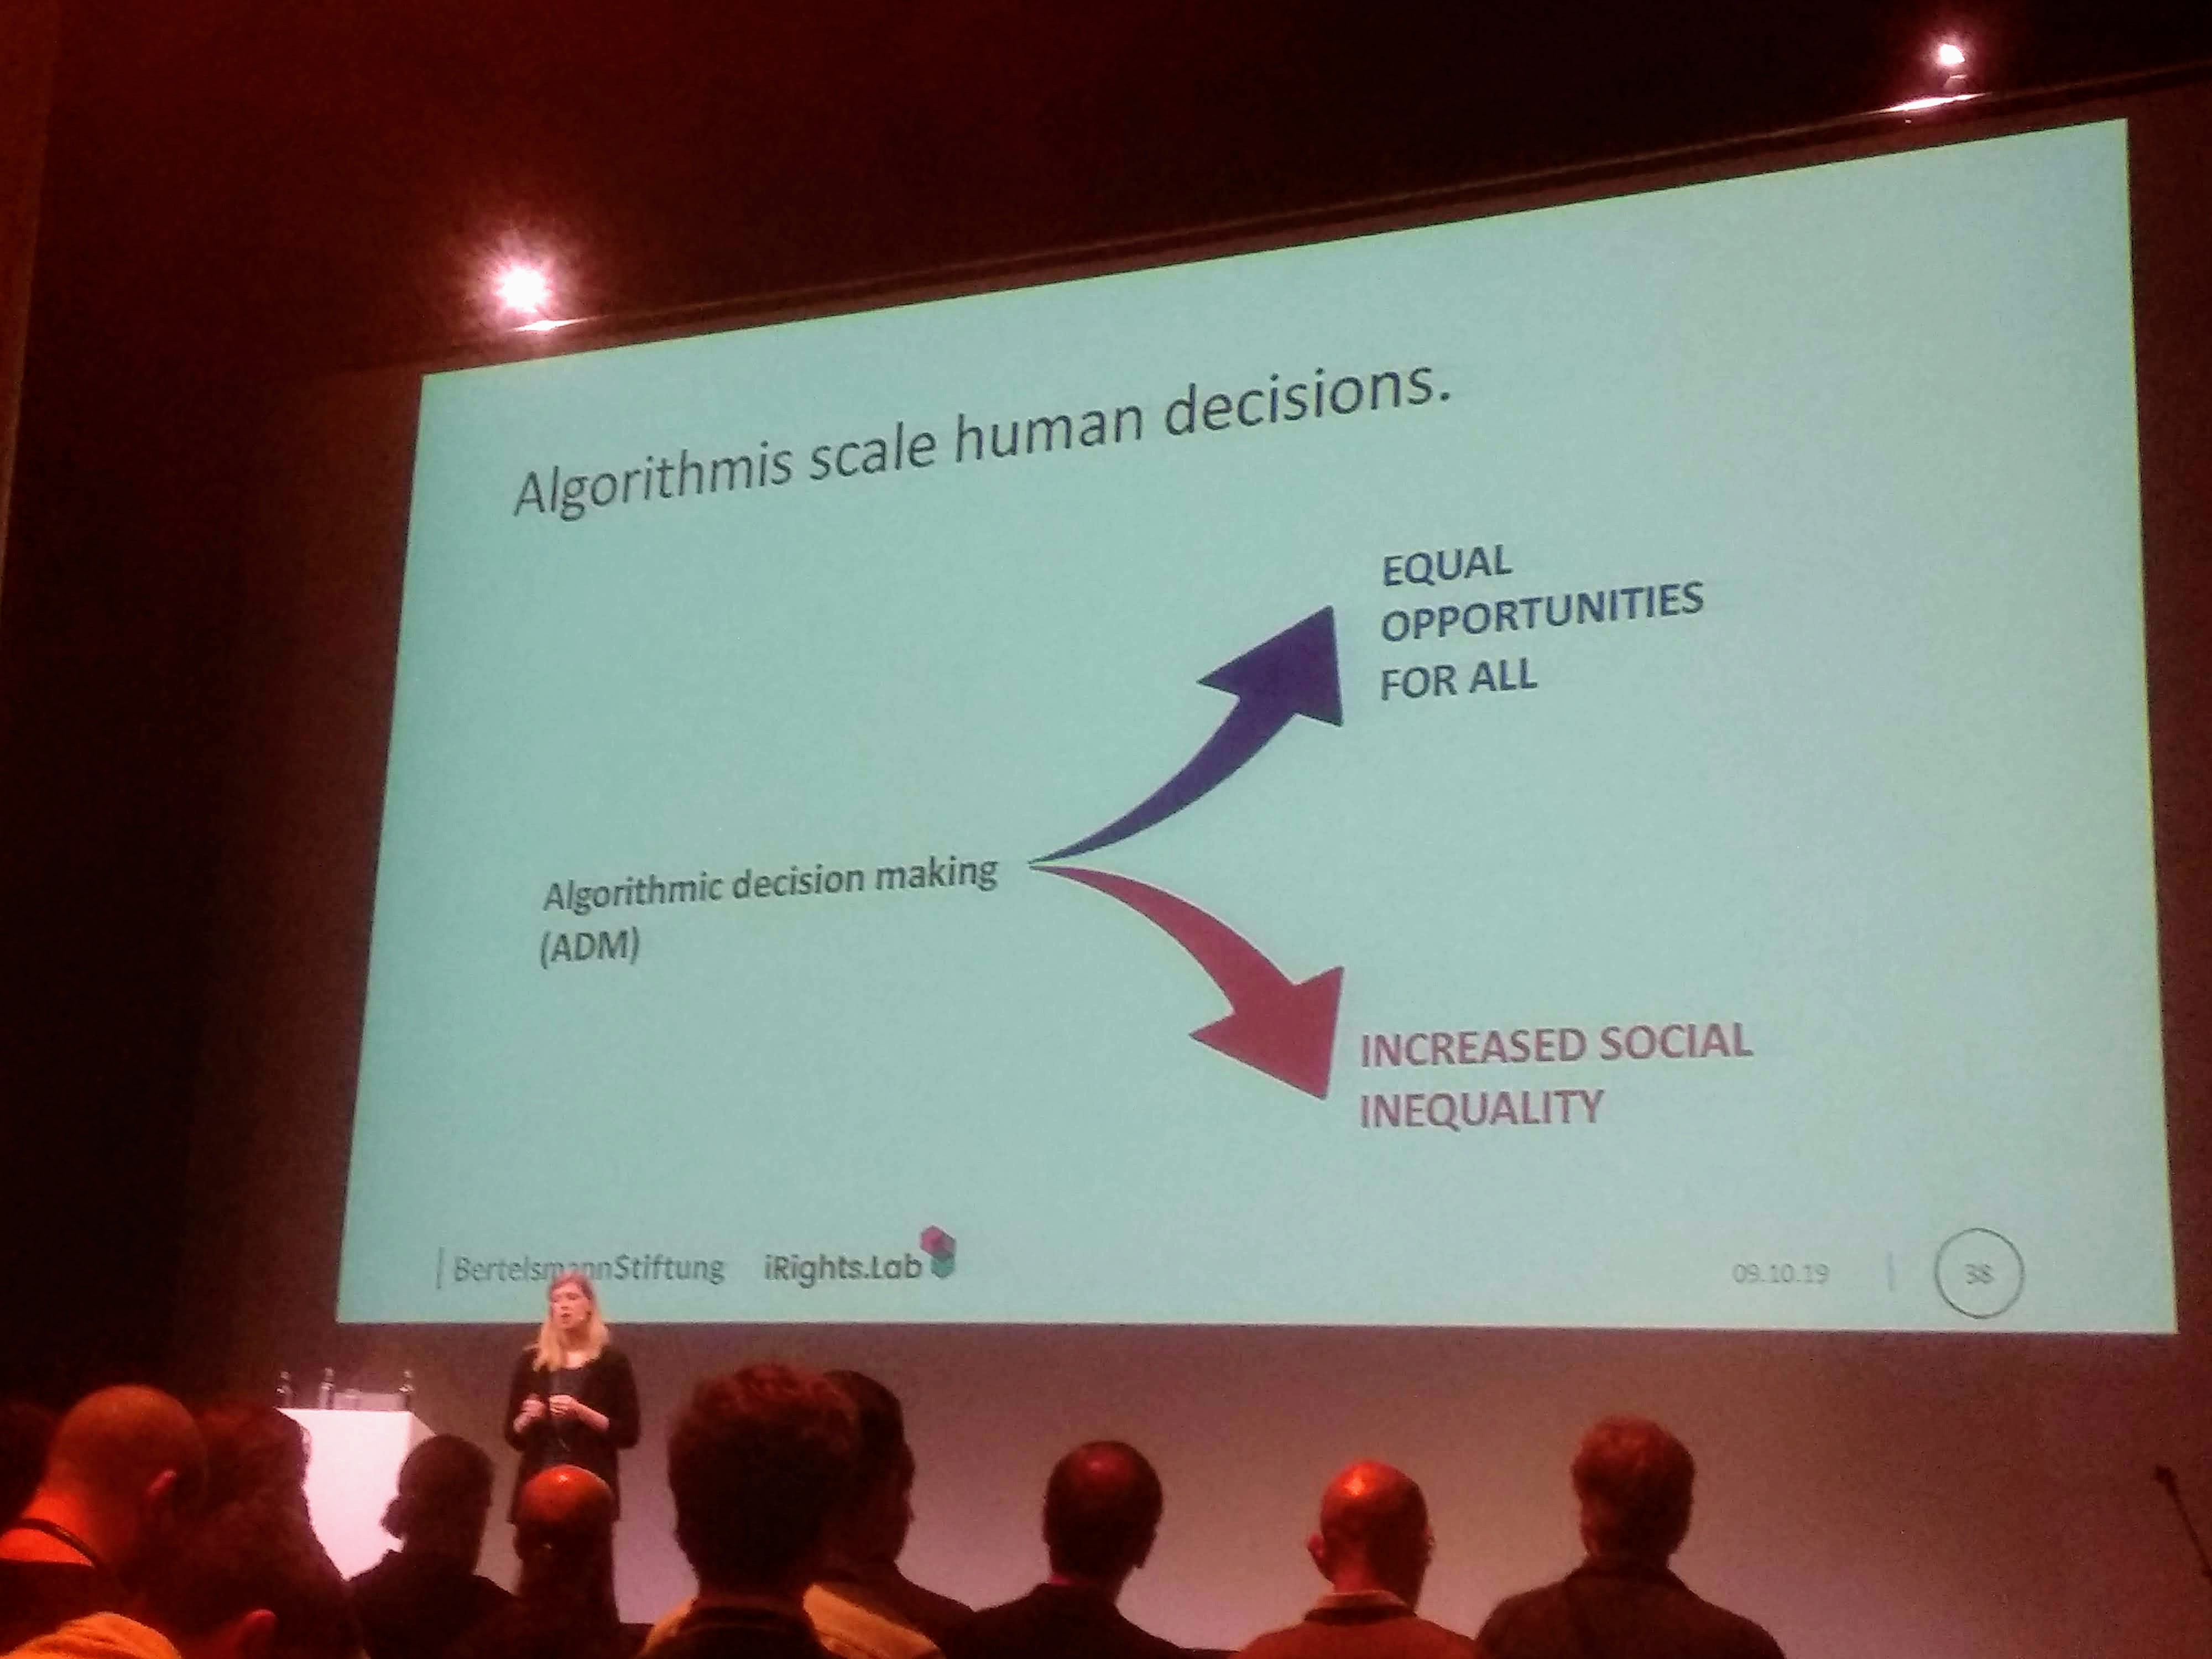 Algorithmis scale human decisions.
EQUAL
OPPORTUNITIES
FOR ALL
Algorithmic decision making
(ADM)
INCREASED SOCIAL
INEQUALITY
BertelsmannStiftung
iRights.Lab
09.10.19
38